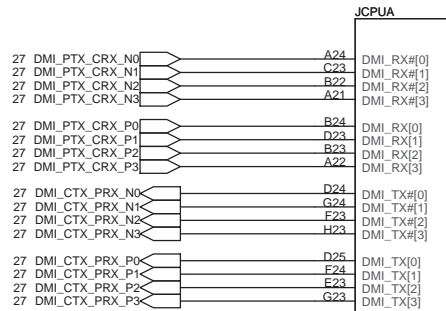 JCPUA
27 DMI_PTX_CRX_N0 A24 DMI_RX#[0]
27 DMI_PTX_CRX_N1 C23 DMI_RX#[1]
27 DMI_PTX_CRX_N2 B22 DMI_RX#[2]
27 DMI_PTX_CRX_N3 A21 DMI_RX#[3]
27 DMI_PTX_CRX_P0 B24 DMI_RX[0]
27 DMI_PTX_CRX_P1 D23 DMI_RX[1]
27 DMI_PTX_CRX_P2 B23 DMI_RX[2]
27 DMI_PTX_CRX_P3 A22 DMI_RX[3]
27 DMI_CTX_PRX_N0 D24 DMI_TX#[0]
27 DMI_CTX_PRX_N1 G24 DMI_TX#[1]
27 DMI_CTX_PRX_N2 F23 DMI_TX#[2]
27 DMI_CTX_PRX_N3 H23 DMI_TX#[3]
27 DMI_CTX_PRX_P0 D25 DMI_TX[0]
27 DMI_CTX_PRX_P1 F24 DMI_TX[1]
27 DMI_CTX_PRX_P2 E23 DMI_TX[2]
27 DMI_CTX_PRX_P3 G23 DMI_TX[3]